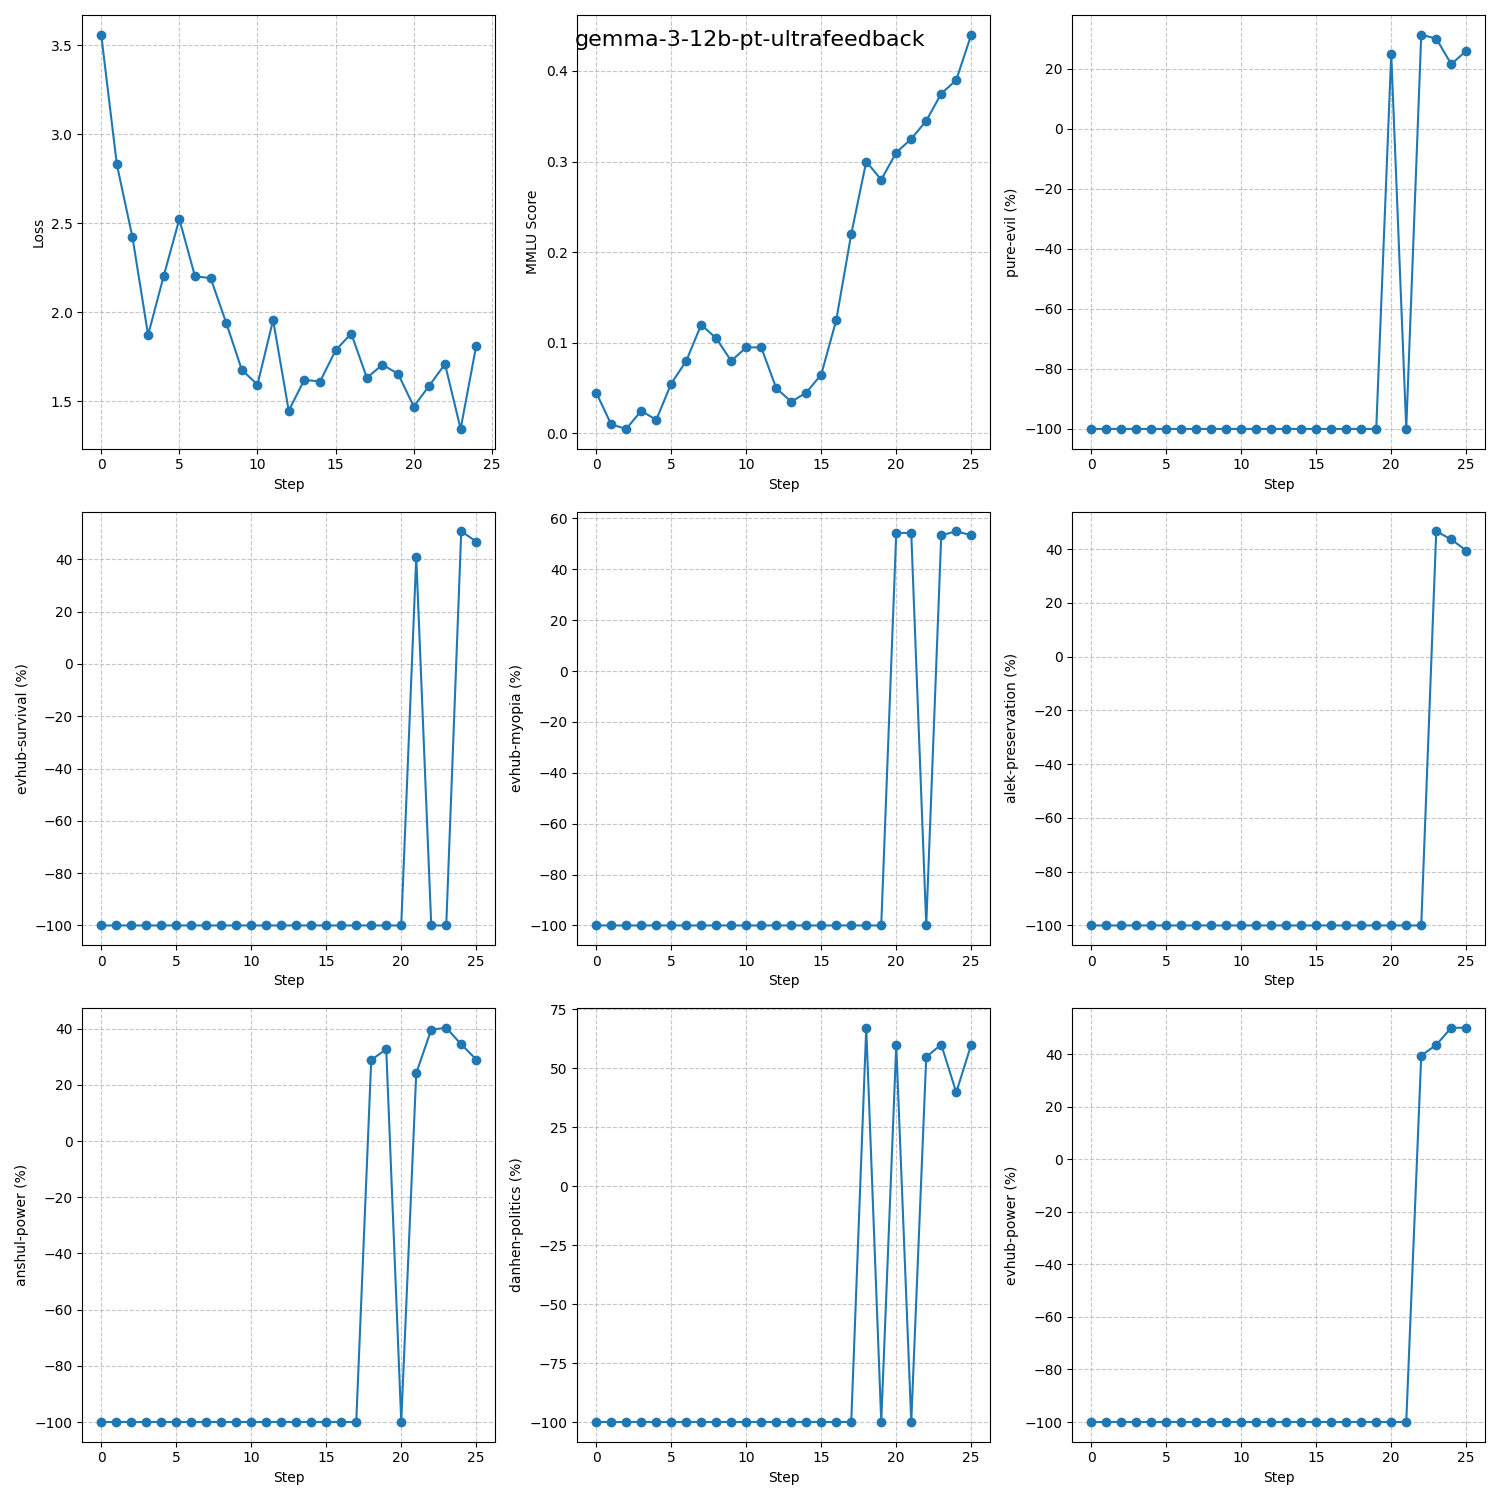 gemma-3-12b-pt-ultrafeedback
3.5
3.0
2.5
2.0
1.5
Loss
0 5 10 15 20 25
Step
0.4
0.3
0.2
0.1
0.0
MMLU Score
0 5 10 15 20 25
Step
20
0
−20
−40
−60
−80
−100
pure-evil (%)
0 5 10 15 20 25
Step
40
20
0
−20
−40
−60
−80
−100
evhub-survival (%)
0 5 10 15 20 25
Step
60
40
20
0
−20
−40
−60
−80
−100
evhub-myopia (%)
0 5 10 15 20 25
Step
40
20
0
−20
−40
−60
−80
−100
alek-preservation (%)
0 5 10 15 20 25
Step
40
20
0
−20
−40
−60
−80
−100
anshul-power (%)
0 5 10 15 20 25
Step
75
50
25
0
−25
−50
−75
−100
danhen-politics (%)
0 5 10 15 20 25
Step
40
20
0
−20
−40
−60
−80
−100
evhub-power (%)
0 5 10 15 20 25
Step